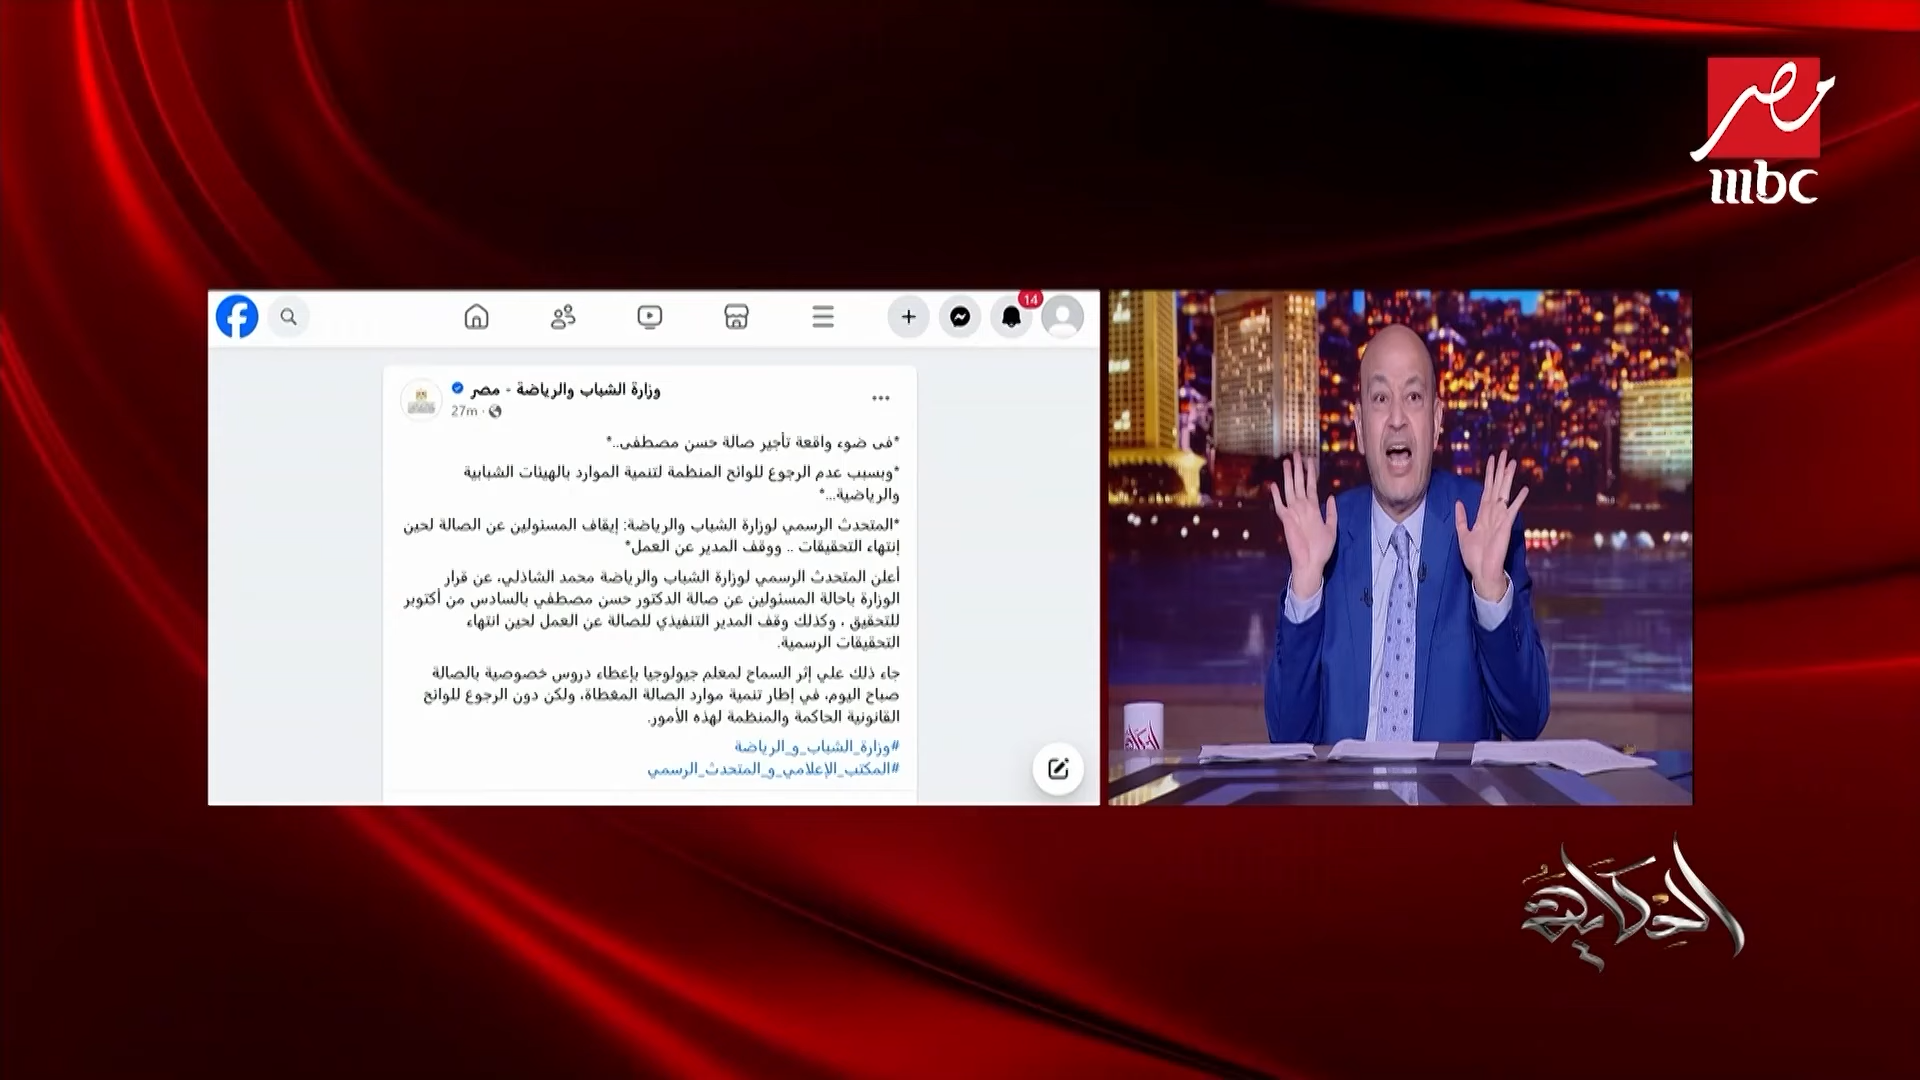 مصر
mbc
14
وزارة الشباب والرياضة - مصر
27m
*فى ضوء واقعة تأجير صالة حسن مصطفى..*
*وبسبب عدم الرجوع للوائح المنظمة لتنمية الموارد بالهيئات الشبابية
والرياضية...*
*المتحدث الرسمي لوزارة الشباب والرياضة: إيقاف المسئولين عن الصالة لحين
إنتهاء التحقيقات .. ووقف المدير عن العمل*
أعلن المتحدث الرسمي لوزارة الشباب والرياضة محمد الشاذلي، عن قرار
الوزارة باحالة المسئولين عن صالة الدكتور حسن مصطفي بالسادس من أكتوبر
للتحقيق ، وكذلك وقف المدير التنفيذي للصالة عن العمل لحين انتهاء
التحقيقات الرسمية.
جاء ذلك علي إثر السماح لمعلم جيولوجيا بإعطاء دروس خصوصية بالصالة
صباح اليوم، في إطار تنمية موارد الصالة المغطاة، ولكن دون الرجوع للوائح
القانونية الحاكمة والمنظمة لهذه الأمور.
#وزارة_الشباب_و_الرياضة
#المكتب_الإعلامي_و_المتحدث_الرسمي
الحكاية